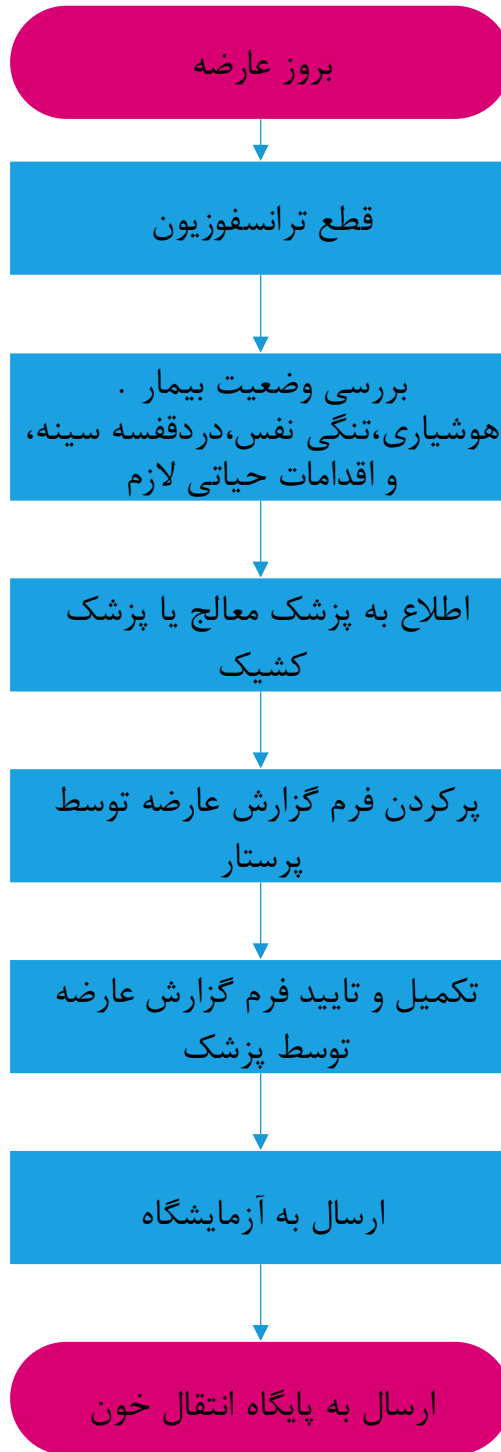 بروز عارضه
قطع ترانسفوزیون
بررسی وضعیت بیمار .
هوشیاری،تنگی نفس،دردقفسه سینه،
و اقدامات حیاتی لازم
اطلاع به پزشک معالج یا پزشک
کشیک
پرکردن فرم گزارش عارضه توسط
پرستار
تکمیل و تایید فرم گزارش عارضه
توسط پزشک
ارسال به آزمایشگاه
ارسال به پایگاه انتقال خون